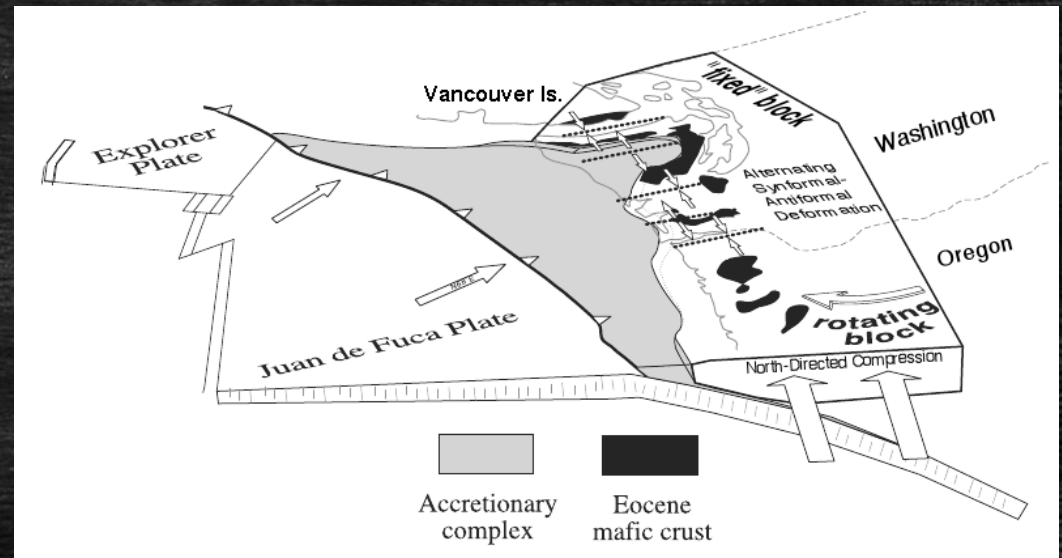 Vancouver Is.
"fixed" block
Explorer
Plate
Washington
Alternating
Synformal-
Antiformal
Deformation
Oregon
N68 E
Juan de Fuca Plate
rotating
block
North-Directed Compression
Accretionary
complex
Eocene
mafic crust